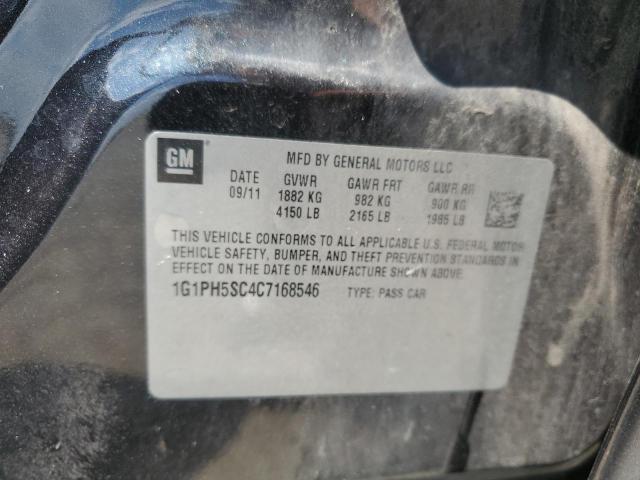 GM
MFD BY GENERAL MOTORS LLC
DATE GVWR GAWR FRT GAWR RR
09/11 1882 KG 982 KG 900 KG
4150 LB 2165 LB 1985 LB
THIS VEHICLE CONFORMS TO ALL APPLICABLE U.S. FEDERAL MOTOR
VEHICLE SAFETY, BUMPER, AND THEFT PREVENTION STANDARDS IN
EFFECT ON THE DATE OF MANUFACTURE SHOWN ABOVE.
1G1PH5SC4C7168546 TYPE: PASS CAR